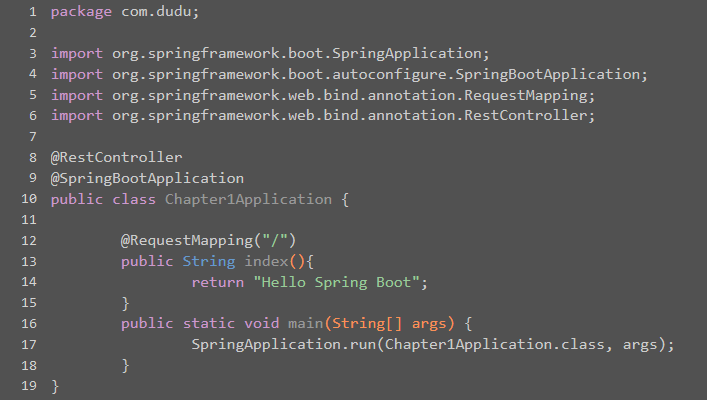 1 package com.dudu;
2
3 import org.springframework.boot.SpringApplication;
4 import org.springframework.boot.autoconfigure.SpringBootApplication;
5 import org.springframework.web.bind.annotation.RequestMapping;
6 import org.springframework.web.bind.annotation.RestController;
7
8 @RestController
9 @SpringBootApplication
10 public class Chapter1Application {
11
12         @RequestMapping("/")
13         public String index(){
14                 return "Hello Spring Boot";
15         }
16         public static void main(String[] args) {
17                 SpringApplication.run(Chapter1Application.class, args);
18         }
19 }